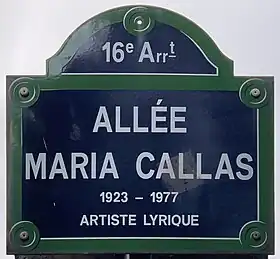 16e Arrt
ALLÉE
MARIA CALLAS
1923 – 1977
ARTISTE LYRIQUE